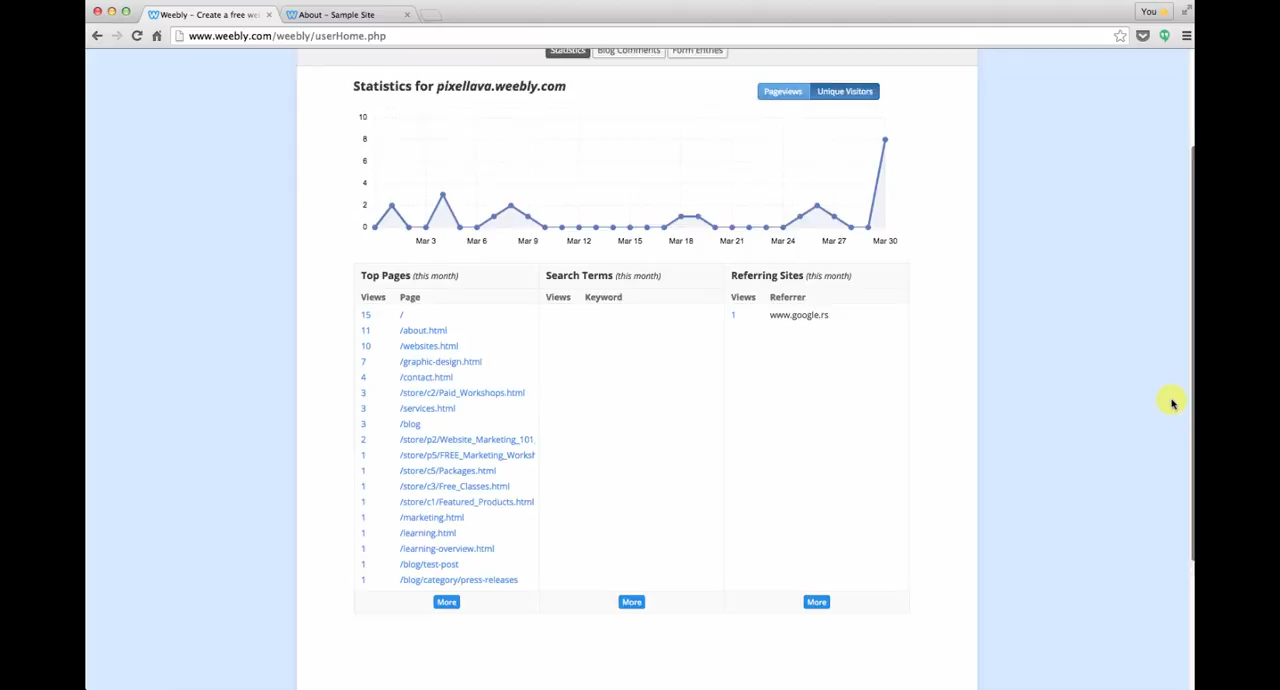 Weebly – Create a free we
About – Sample Site
You
www.weebly.com/weebly/userHome.php
Statistics
Blog Comments
Form Entries
Statistics for pixellava.weebly.com
Pageviews
Unique Visitors
10
8
6
4
2
0
Mar 3
Mar 6
Mar 9
Mar 12
Mar 15
Mar 18
Mar 21
Mar 24
Mar 27
Mar 30
Top Pages (this month)
Search Terms (this month)
Referring Sites (this month)
Views Page
Views Keyword
Views Referrer
15 /
1 www.google.rs
11 /about.html
10 /websites.html
7 /graphic-design.html
4 /contact.html
3 /store/c2/Paid_Workshops.html
3 /services.html
3 /blog
2 /store/p2/Website_Marketing_101_
1 /store/p5/FREE_Marketing_Worksh
1 /store/c5/Packages.html
1 /store/c3/Free_Classes.html
1 /store/c1/Featured_Products.html
1 /marketing.html
1 /learning.html
1 /learning-overview.html
1 /blog/test-post
1 /blog/category/press-releases
More
More
More